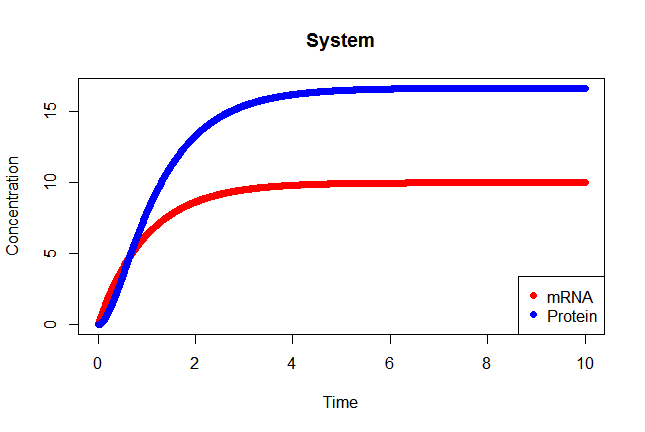 System
Concentration
15
10
5
0
mRNA
Protein
0 2 4 6 8 10
Time